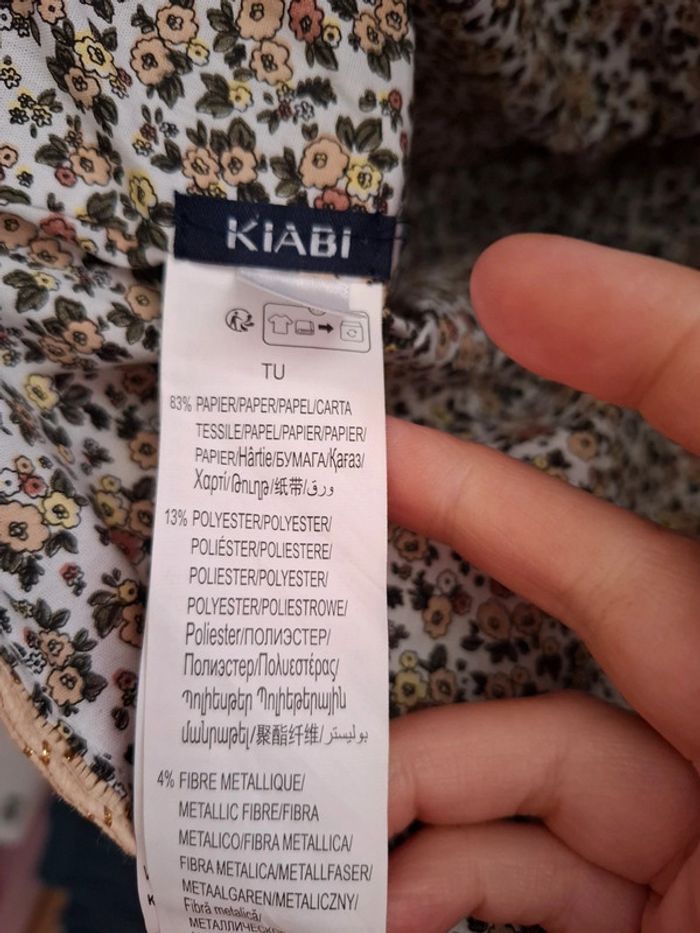 KIABI
TU
83% PAPIER/PAPER/PAPEL/CARTA
TESSILE/PAPEL/PAPIER/PAPIER/
PAPIER/Hârtie/БУМАГА/Қағаз/
Χαρτί/Թուղթ/纸带/ورق
13% POLYESTER/POLYESTER/
POLIÉSTER/POLIESTERE/
POLIESTER/POLYESTER/
POLYESTER/POLIESTROWE/
Poliester/ПОЛИЭСТЕР/
Полиэстер/Πολυεστέρας/
Պոլիեսթեր Պոլիեթերային
մանրաթել/聚酯纤维/بوليستر
4% FIBRE METALLIQUE/
METALLIC FIBRE/FIBRA
METALICO/FIBRA METALLICA/
FIBRA METALICA/METALLFASER/
METAALGAREN/METALICZNY/
Fibră metalică/